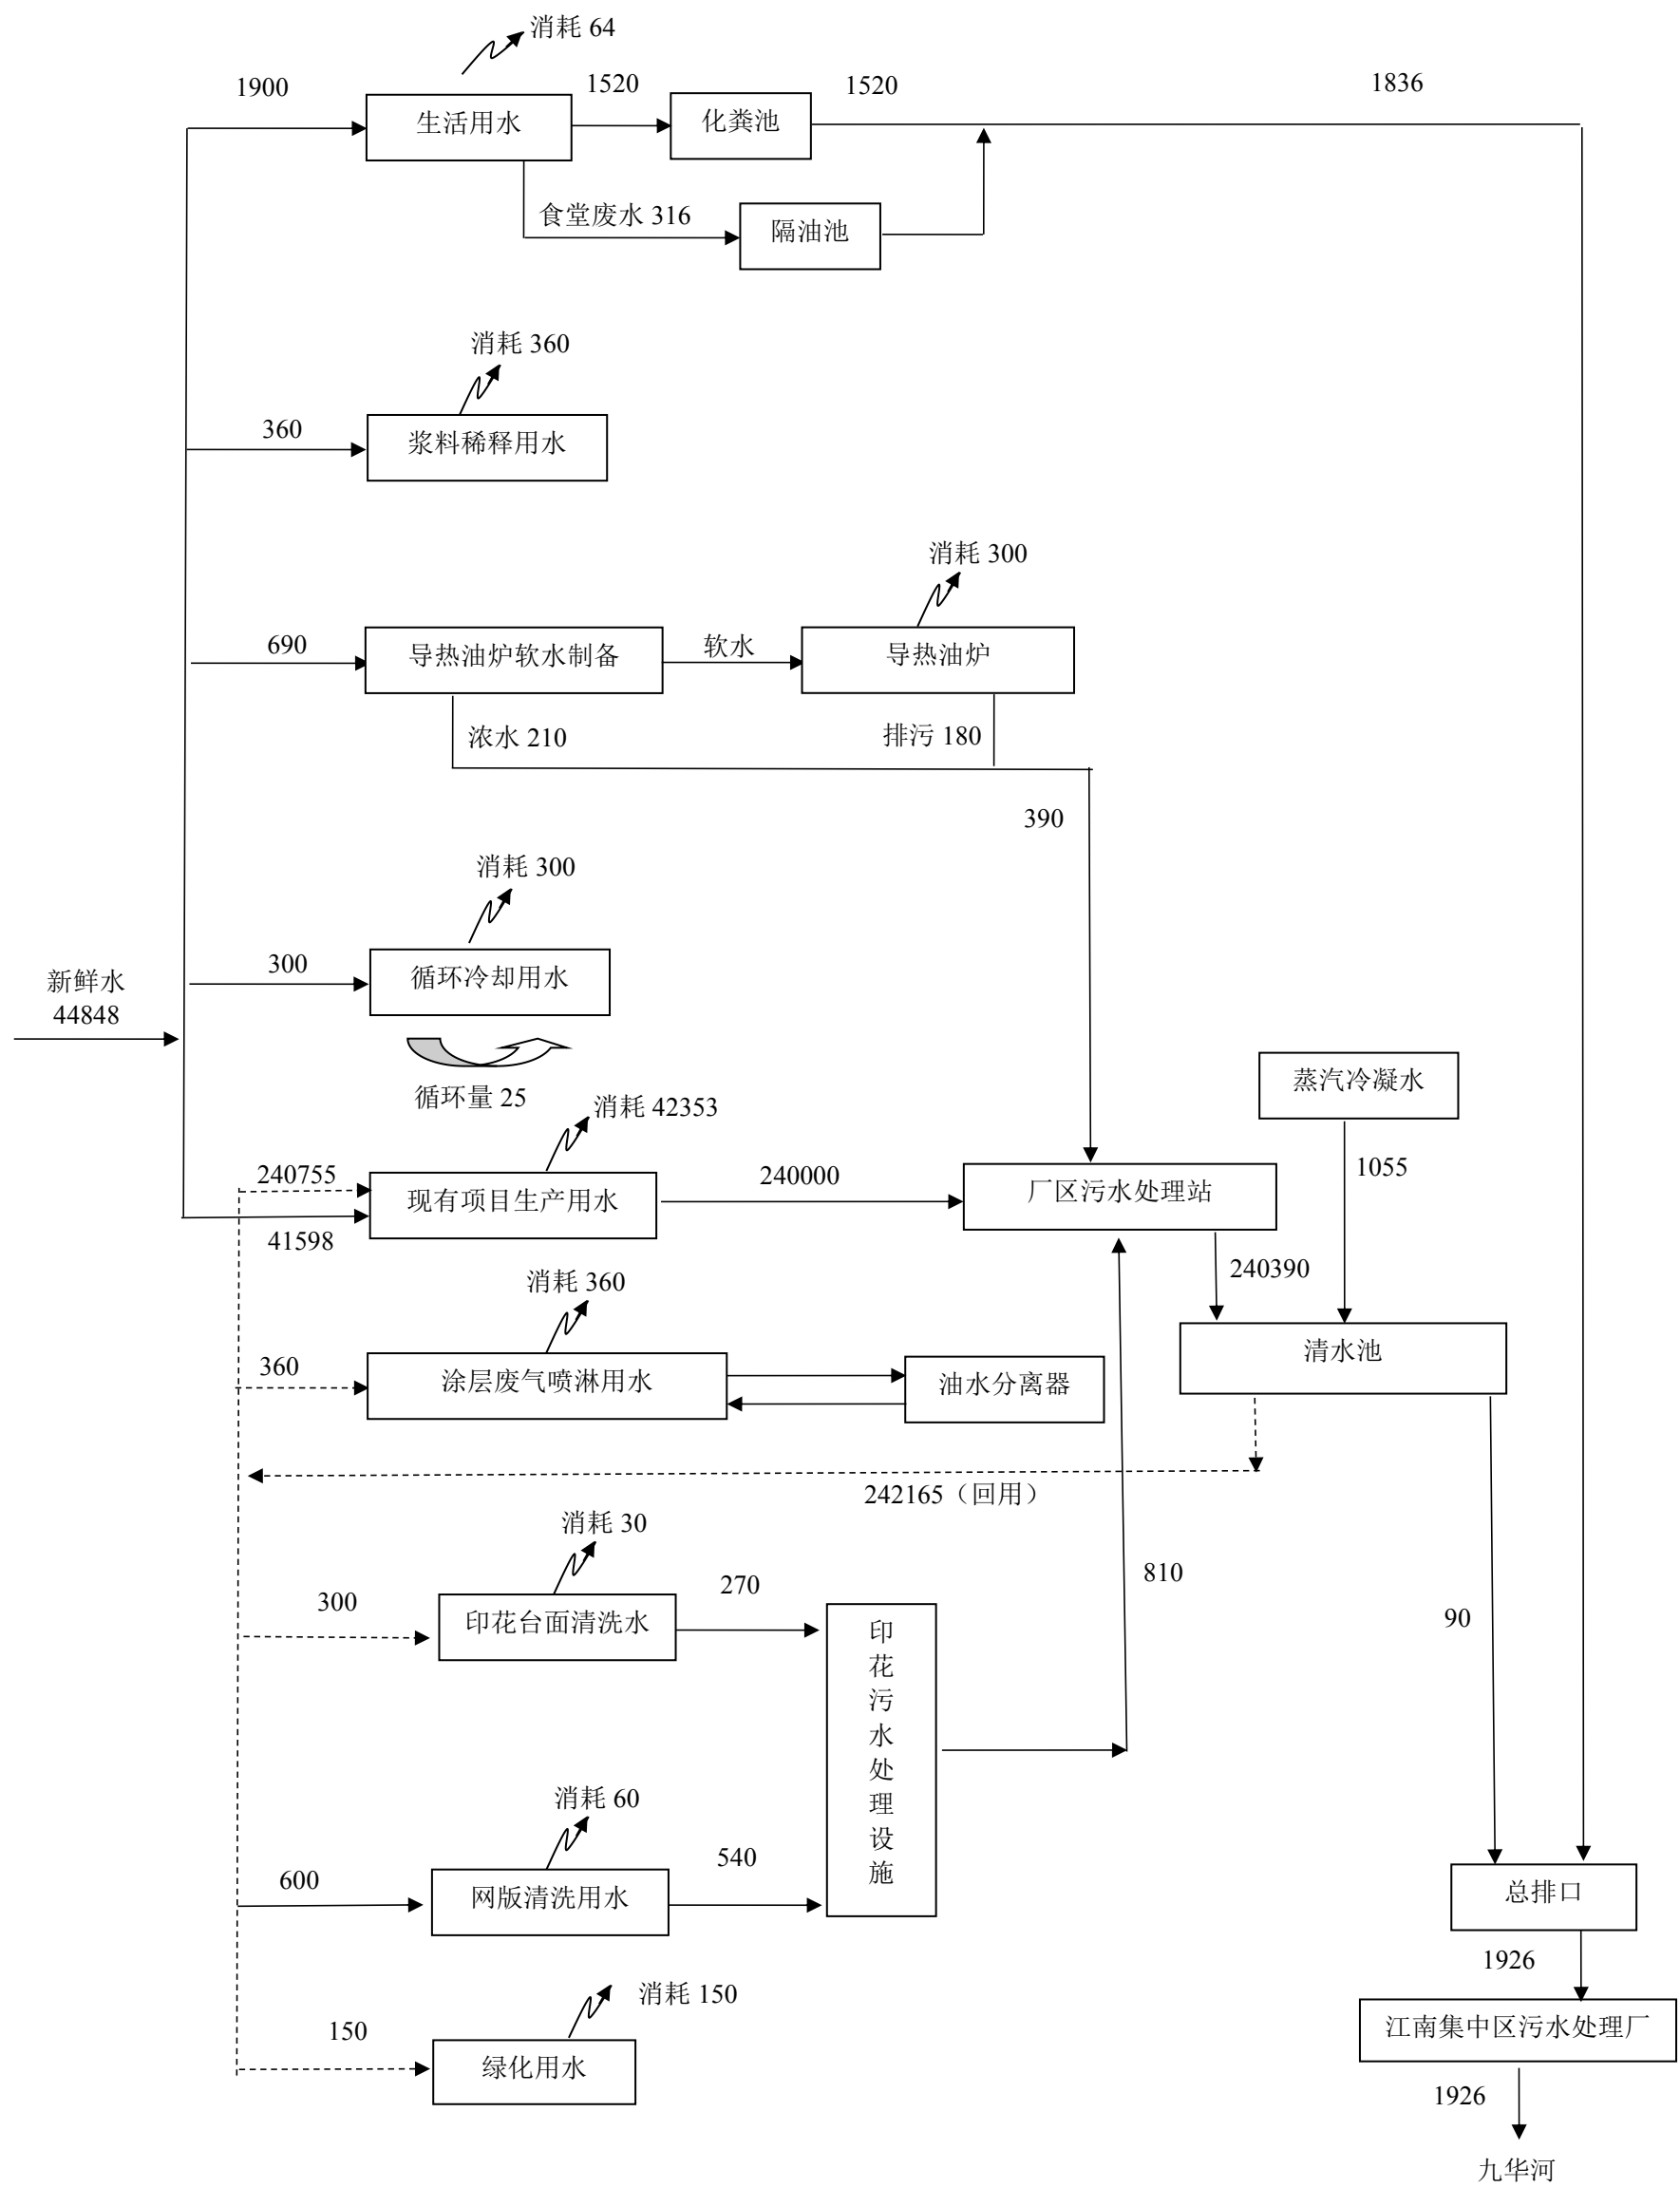 消耗 64
1900
1520
1520
1836
生活用水
化粪池
食堂废水 316
隔油池
消耗 360
360
浆料稀释用水
消耗 300
690
导热油炉软水制备
软水
导热油炉
浓水 210
排污 180
390
消耗 300
300
循环冷却用水
新鲜水
44848
循环量 25
蒸汽冷凝水
消耗 42353
240755
现有项目生产用水
240000
厂区污水处理站
1055
41598
240390
消耗 360
360
涂层废气喷淋用水
油水分离器
清水池
242165（回用）
消耗 30
300
印花台面清洗水
270
印花污水处理设施
810
90
消耗 60
600
网版清洗用水
540
总排口
1926
消耗 150
150
绿化用水
江南集中区污水处理厂
1926
九华河